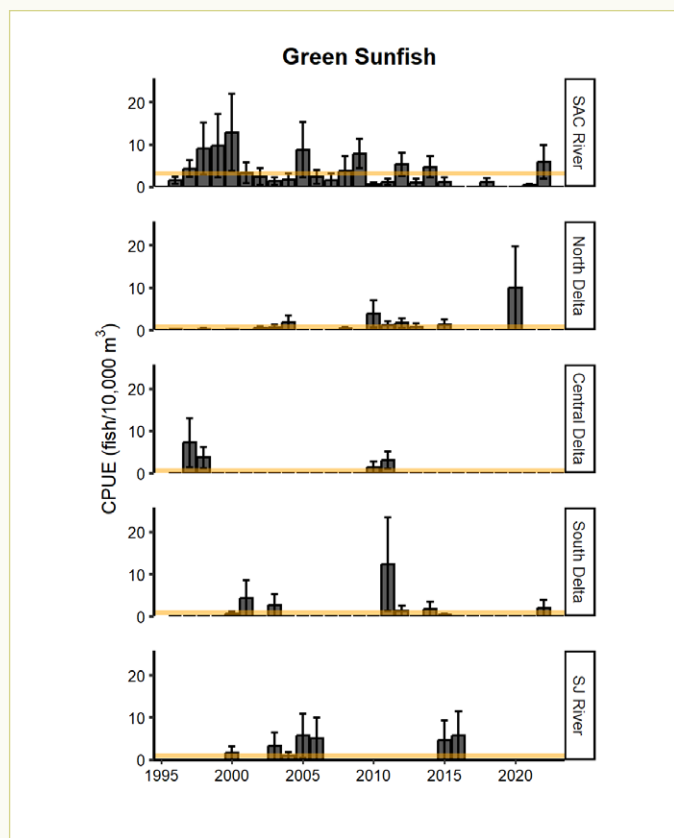 Green Sunfish
CPUE (fish/10,000 m³)
20
10
0
SAC River
20
10
0
North Delta
20
10
0
Central Delta
20
10
0
South Delta
20
10
0
SJ River
1995 2000 2005 2010 2015 2020